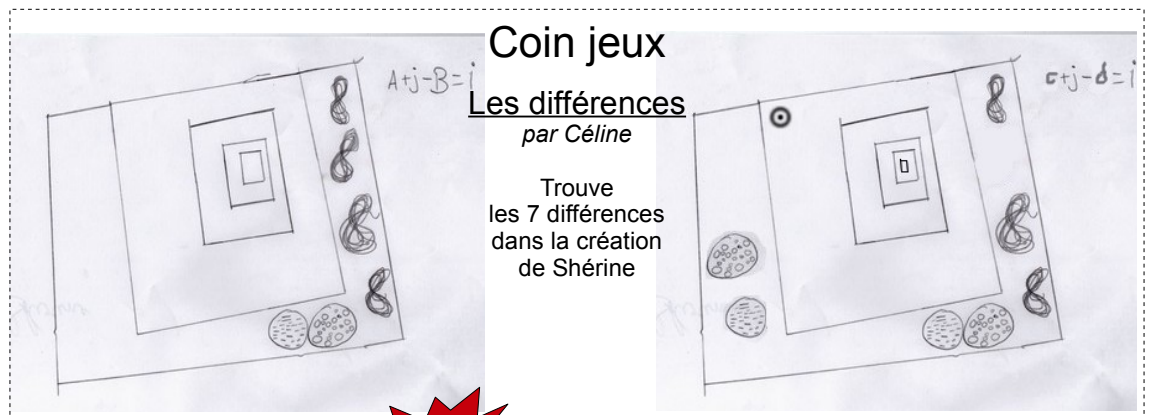 Coin jeux
Les différences
par Céline
Trouve
les 7 différences
dans la création
de Shérine
A+j-B=i
c+j-d=i